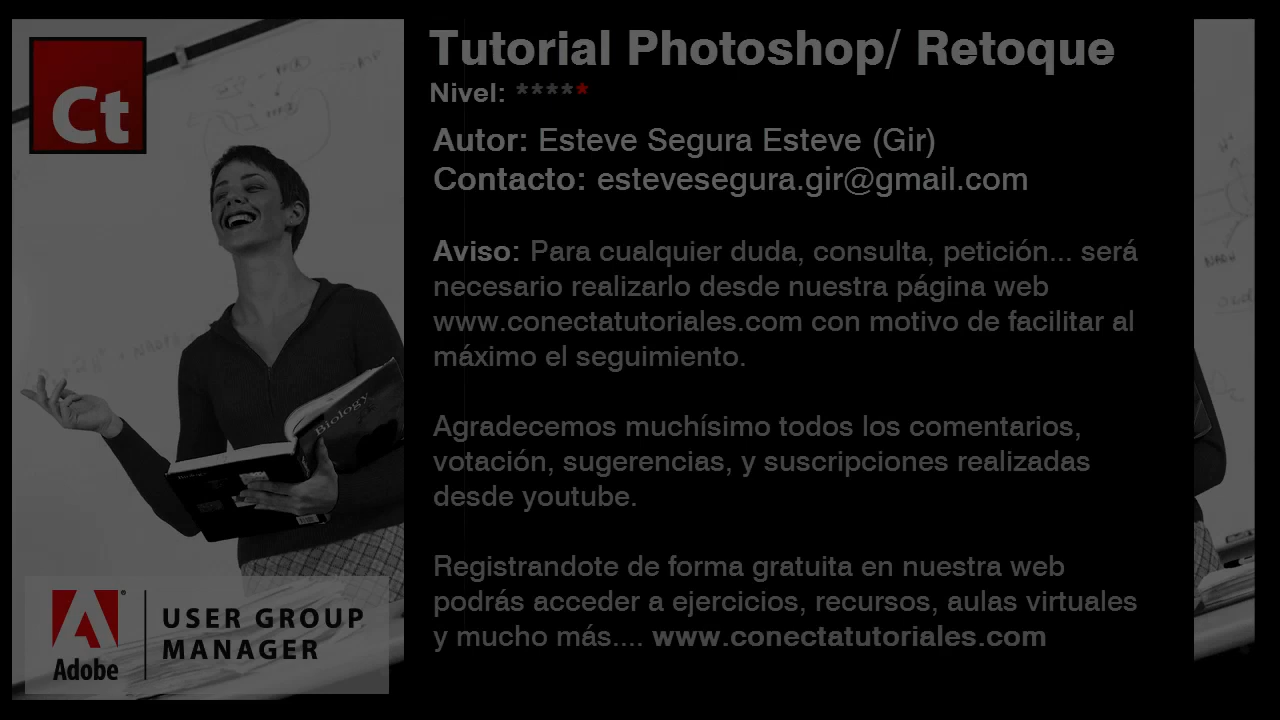 Ct
Tutorial Photoshop/ Retoque
Nivel: *****
Autor: Esteve Segura Esteve (Gir)
Contacto: estevesegura.gir@gmail.com
Aviso: Para cualquier duda, consulta, petición... será
necesario realizarlo desde nuestra página web
www.conectatutoriales.com con motivo de facilitar al
máximo el seguimiento.
Agradecemos muchísimo todos los comentarios,
votación, sugerencias, y suscripciones realizadas
desde youtube.
Registrandote de forma gratuita en nuestra web
podrás acceder a ejercicios, recursos, aulas virtuales
y mucho más.... www.conectatutoriales.com
Biology
Adobe
USER GROUP
MANAGER